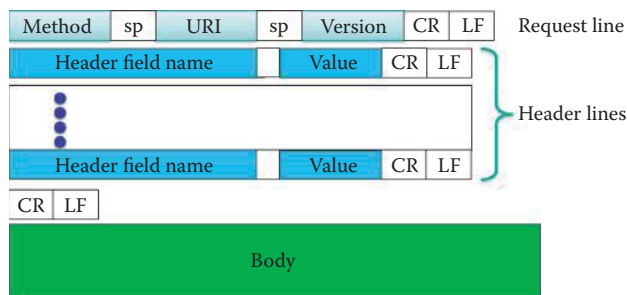 Method sp URI sp Version CR LF Request line
Header field name Value CR LF
Header lines
Header field name Value CR LF
CR LF
Body